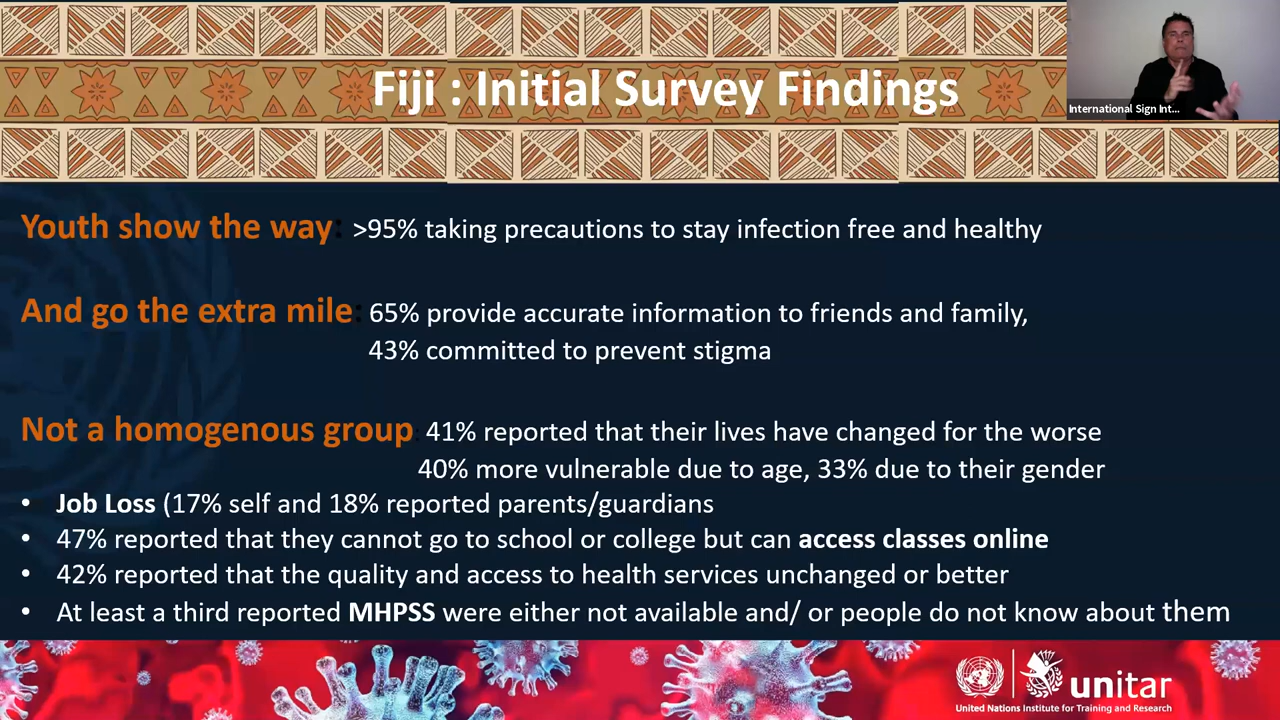 Fiji : Initial Survey Findings
International Sign Int...
Youth show the way: >95% taking precautions to stay infection free and healthy
And go the extra mile: 65% provide accurate information to friends and family,
43% committed to prevent stigma
Not a homogenous group: 41% reported that their lives have changed for the worse
40% more vulnerable due to age, 33% due to their gender
• Job Loss (17% self and 18% reported parents/guardians
• 47% reported that they cannot go to school or college but can access classes online
• 42% reported that the quality and access to health services unchanged or better
• At least a third reported MHPSS were either not available and/ or people do not know about them
unitar
United Nations Institute for Training and Research